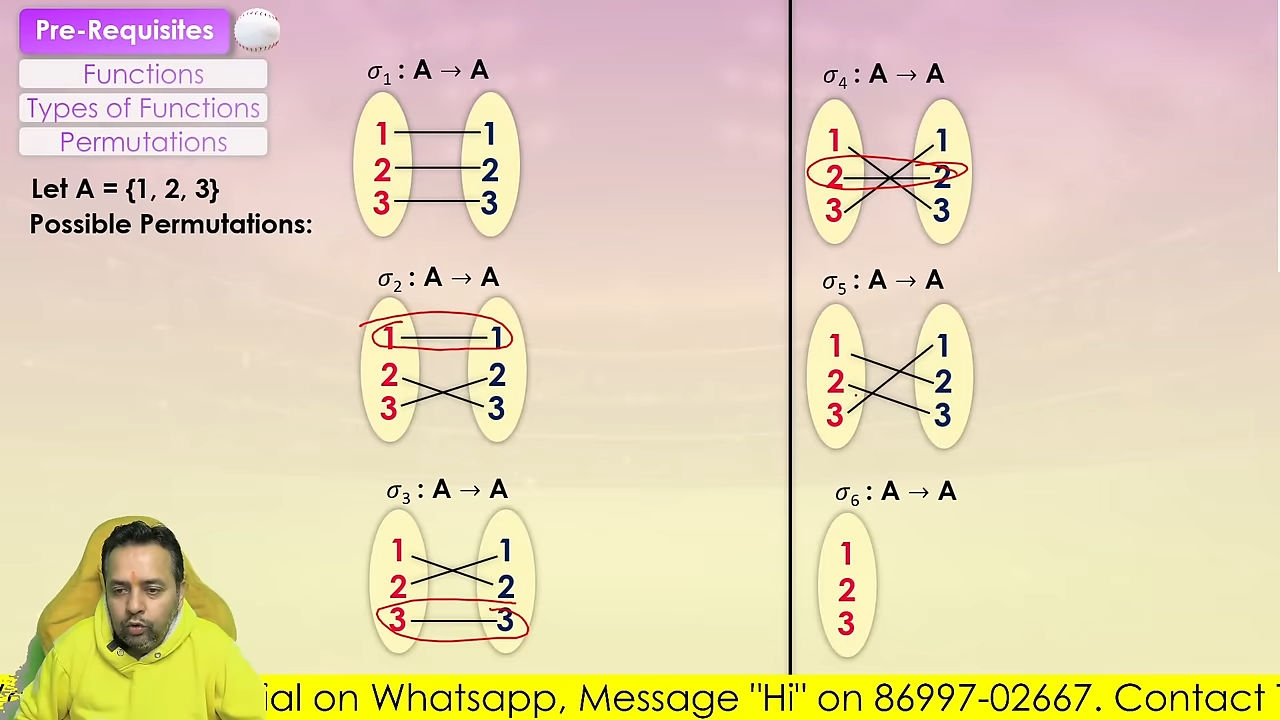 Pre-Requisites
Functions
Types of Functions
Permutations
Let A = {1, 2, 3}
Possible Permutations:
σ₁ : A → A
1 1
2 2
3 3
σ₂ : A → A
1 1
2 2
3 3
σ₃ : A → A
1 1
2 2
3 3
σ₄ : A → A
1 1
2 2
3 3
σ₅ : A → A
1 1
2 2
3 3
σ₆ : A → A
1
2
3
ial on Whatsapp, Message "Hi" on 86997-02667. Contact